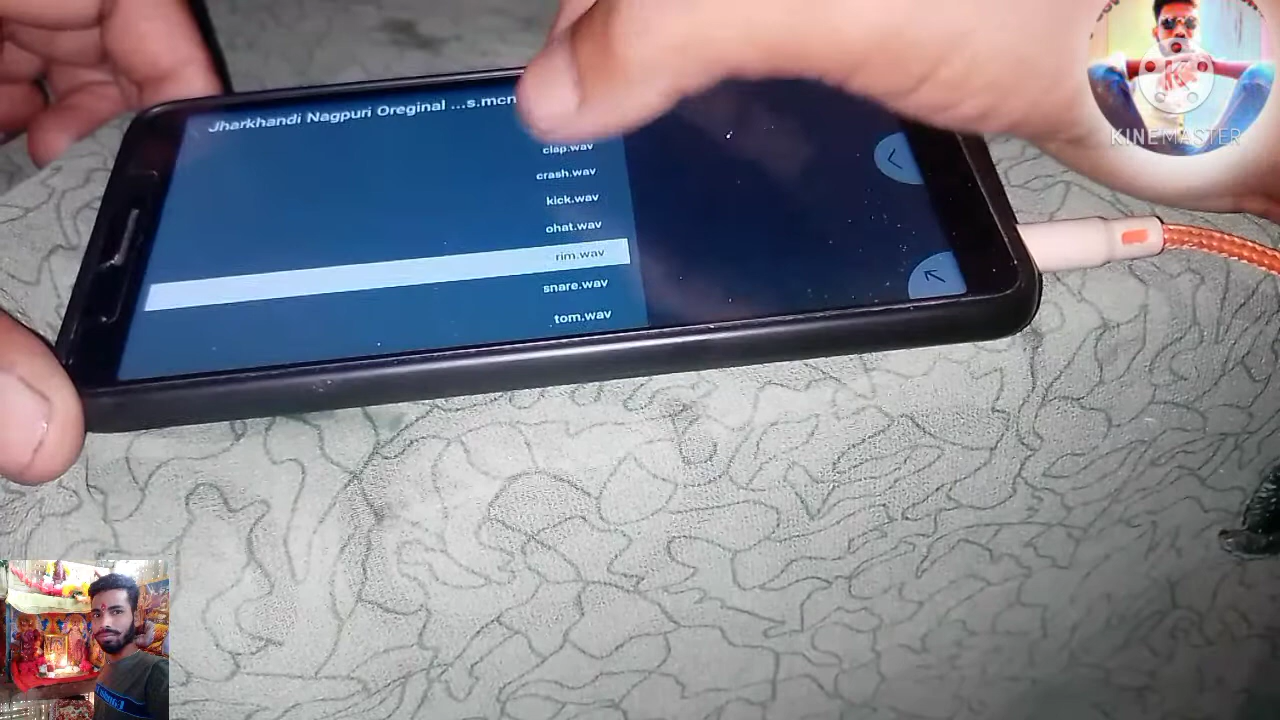 Jharkhandi Nagpuri Oreginal ...s.mcn
clap.wav
crash.wav
kick.wav
ohat.wav
rim.wav
snare.wav
tom.wav
K
KINEMASTER